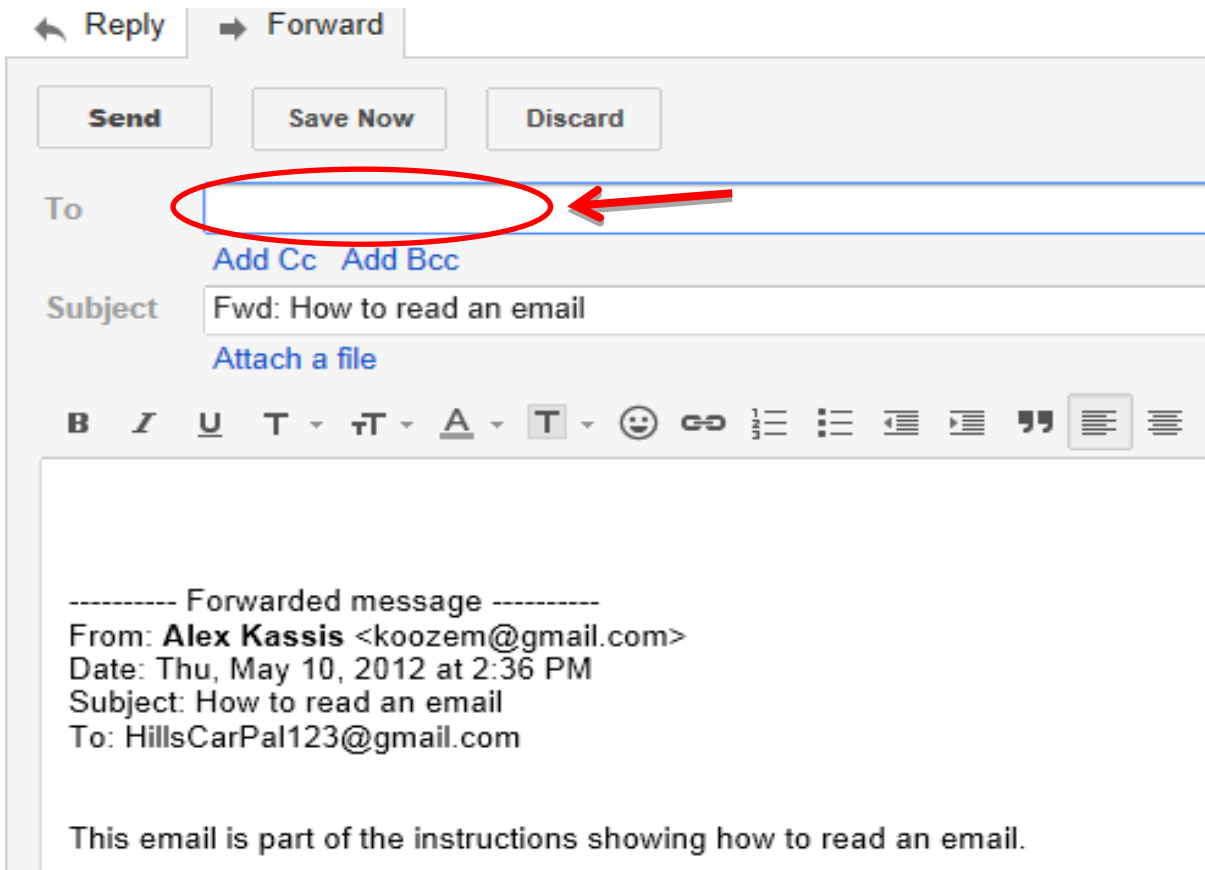 Reply Forward
Send Save Now Discard
To
Add Cc Add Bcc
Subject Fwd: How to read an email
Attach a file
B I U T T A T
---------- Forwarded message ----------
From: Alex Kassis <koozem@gmail.com>
Date: Thu, May 10, 2012 at 2:36 PM
Subject: How to read an email
To: HillsCarPal123@gmail.com
This email is part of the instructions showing how to read an email.